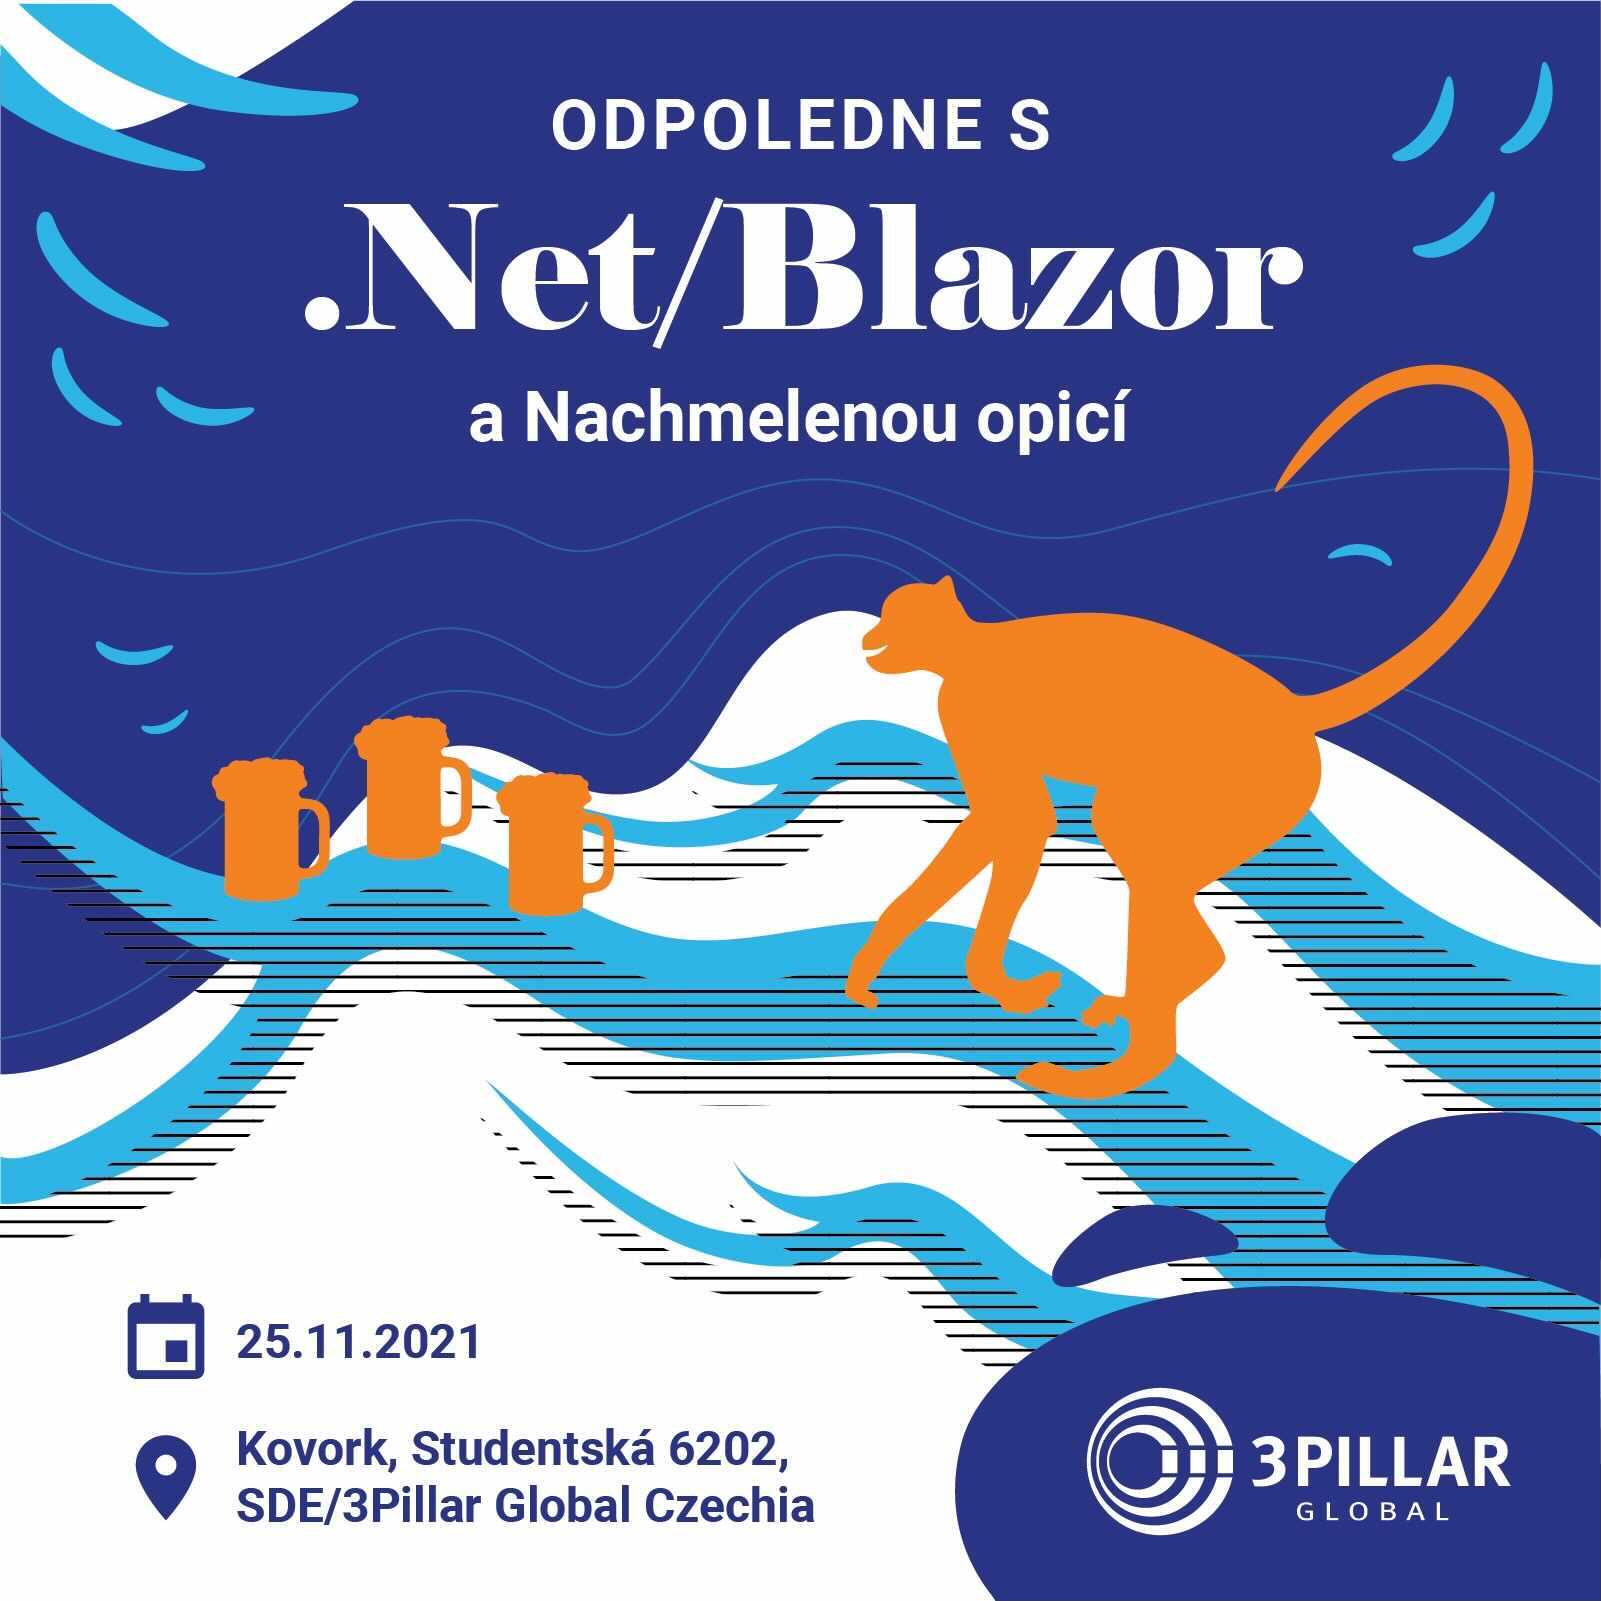 ODPOLEDNE S
.Net/Blazor
a Nachmelenou opicí
25.11.2021
Kovork, Studentská 6202,
SDE/3Pillar Global Czechia
3PILLAR
GLOBAL